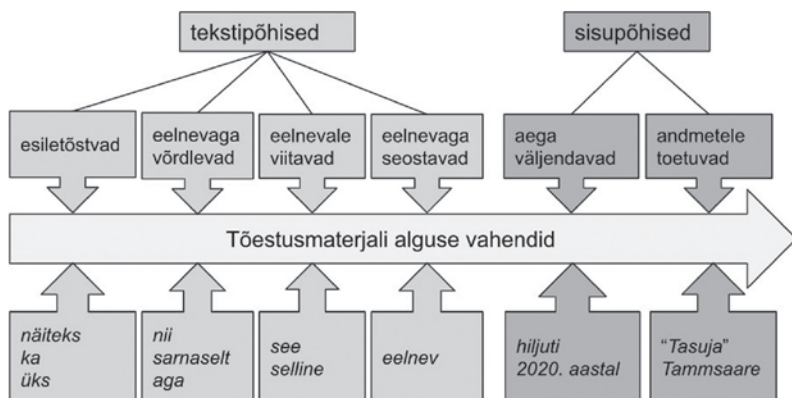 tekstipõhised
sisupõhised
esiletõstvad
eelnevaga
võrdlevad
eelnevale
viitavad
eelnevaga
seostavad
aega
väljendavad
andmetele
toetuvad
Tõestusmaterjali alguse vahendid
näiteks
ka
üks
nii
sarnaselt
aga
see
selline
eelnev
hiljuti
2020. aastal
“Tasuja”
Tammsaare